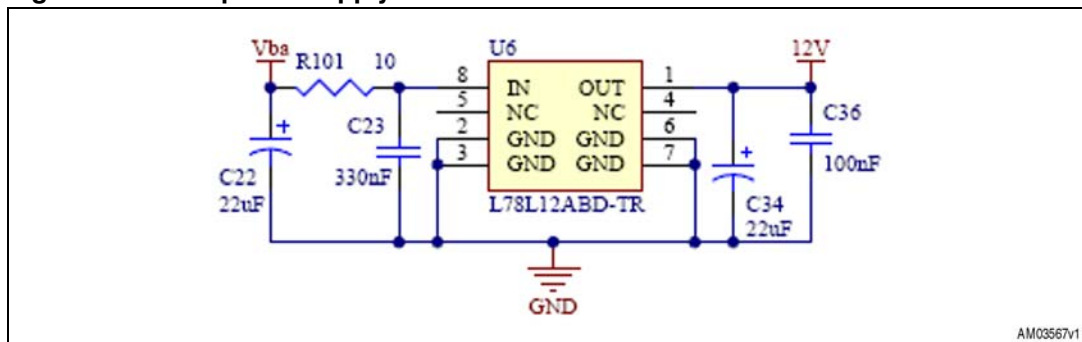 Vba
R101 10
C22
22uF
C23
330nF
U6
8 IN OUT 1
5 NC NC 4
2 GND GND 6
3 GND GND 7
L78L12ABD-TR
12V
C36
100nF
C34
22uF
GND
AM03567v1